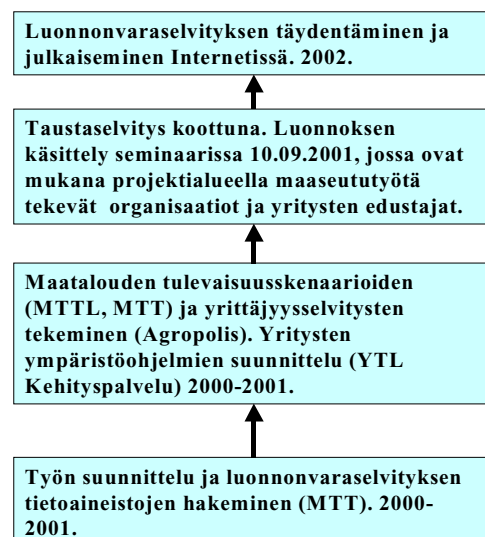 Luonnonvaraselvityksen täydentäminen ja
julkaiseminen Internetissä. 2002.
Taustaselvitys koottuna. Luonnoksen
käsittely seminaarissa 10.09.2001, jossa ovat
mukana projektialueella maaseututyötä
tekevät organisaatiot ja yritysten edustajat.
Maatalouden tulevaisuusskenaarioiden
(MTTL, MTT) ja yrittäjyysselvitysten
tekeminen (Agropolis). Yritysten
ympäristöohjelmien suunnittelu (YTL
Kehityspalvelu) 2000-2001.
Työn suunnittelu ja luonnonvaraselvityksen
tietoaineistojen hakeminen (MTT). 2000-
2001.